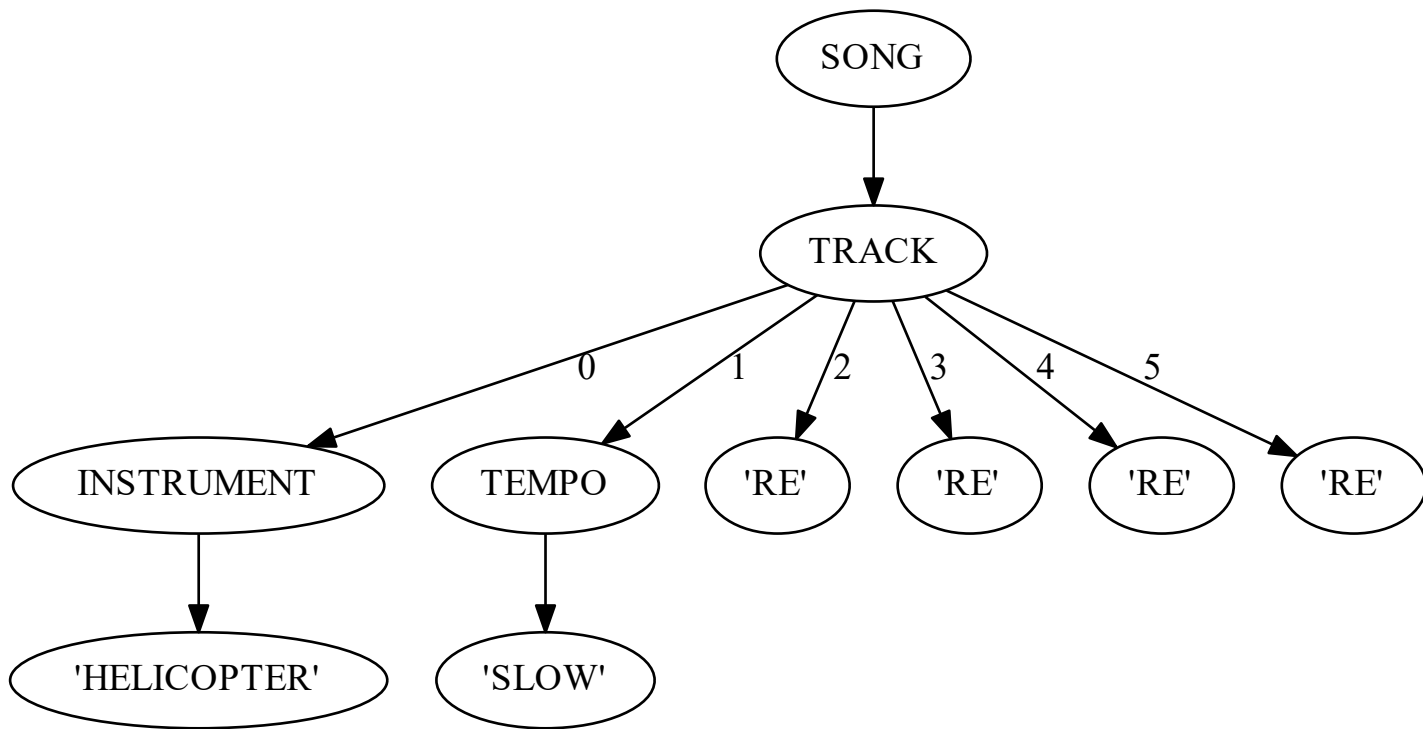 SONG
TRACK
0 1 2 3 4 5
INSTRUMENT TEMPO 'RE' 'RE' 'RE' 'RE'
'HELICOPTER' 'SLOW'